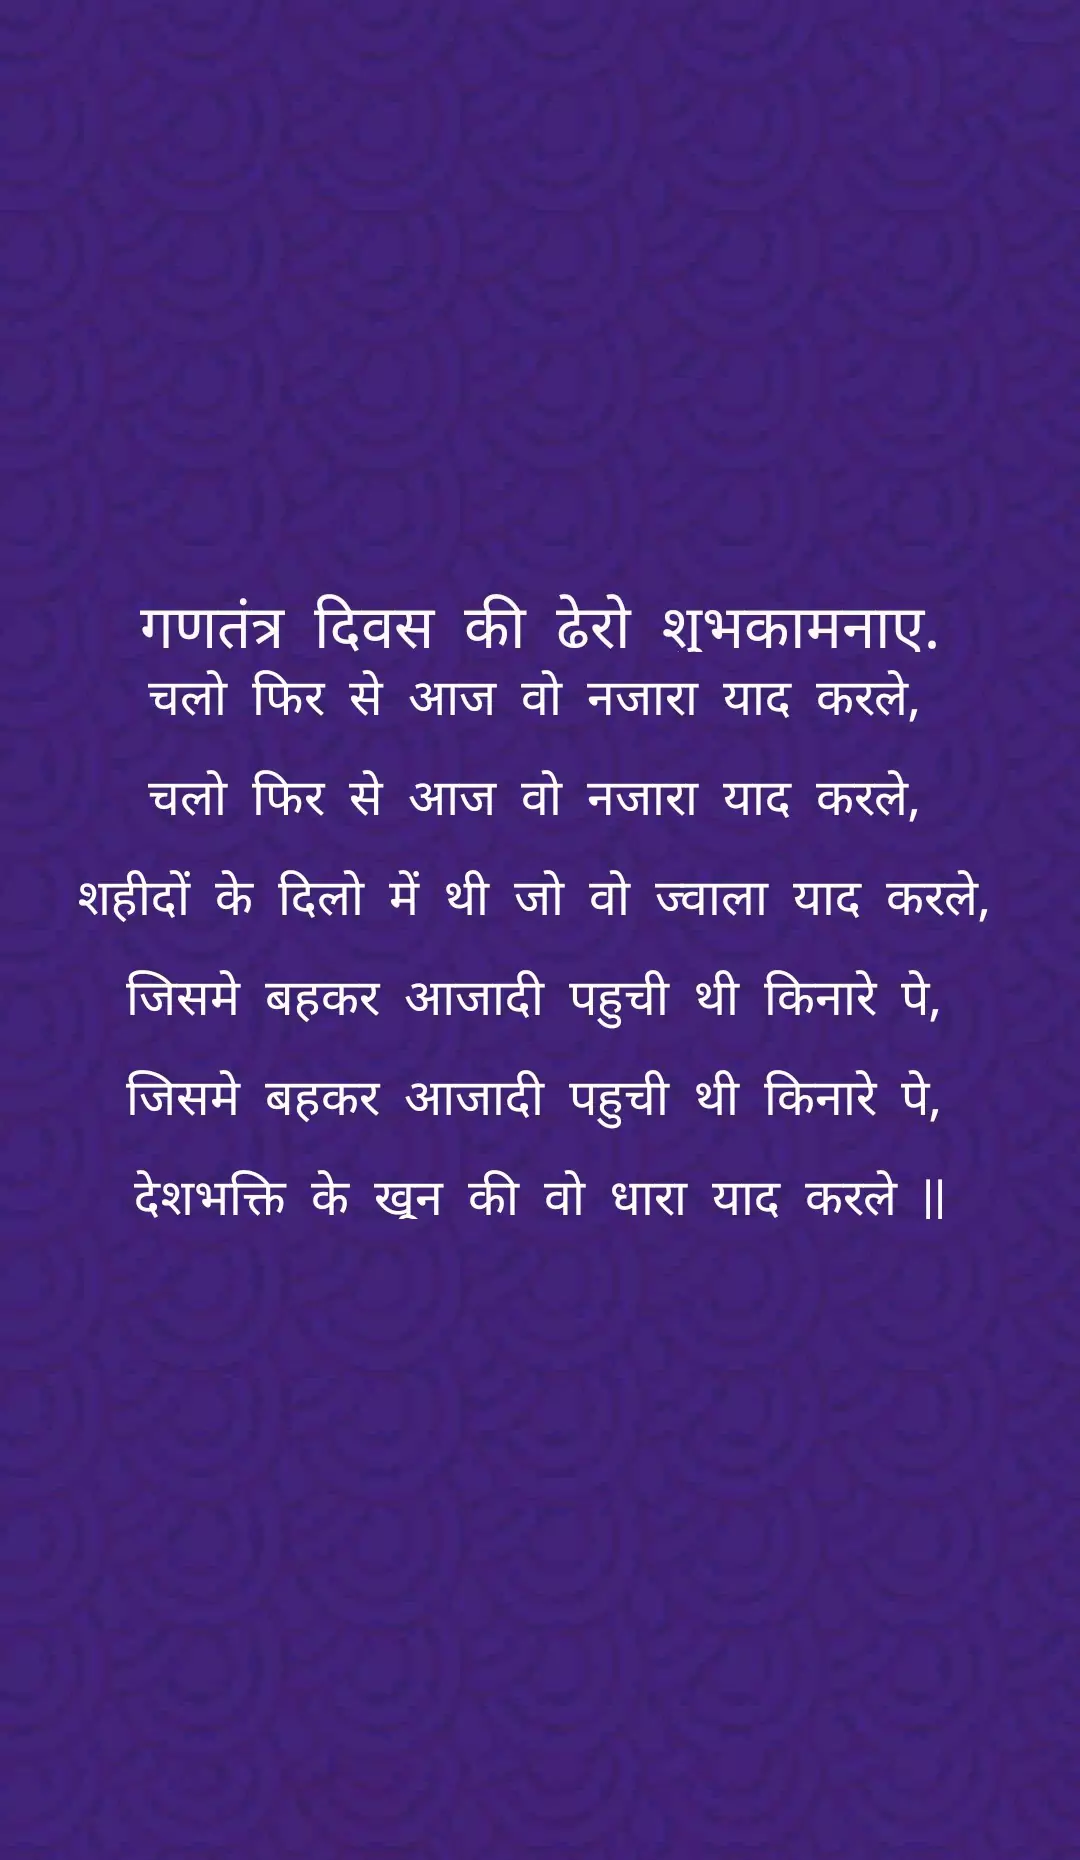 गणतंत्र दिवस की ढेरो शुभकामनाए.
चलो फिर से आज वो नजारा याद करले,
चलो फिर से आज वो नजारा याद करले,
शहीदों के दिलो में थी जो वो ज्वाला याद करले,
जिसमे बहकर आजादी पहुची थी किनारे पे,
जिसमे बहकर आजादी पहुची थी किनारे पे,
देशभक्ति के खून की वो धारा याद करले ||